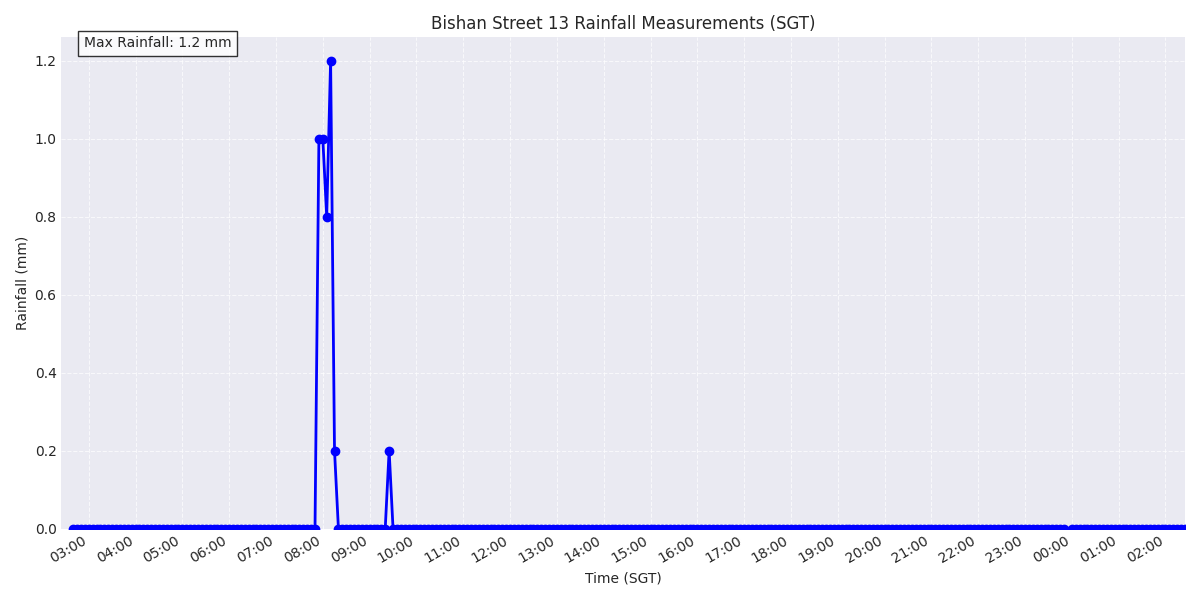 Bishan Street 13 Rainfall Measurements (SGT)
Max Rainfall: 1.2 mm
1.2
1.0
0.8
0.6
0.4
0.2
0.0
Rainfall (mm)
03:00 04:00 05:00 06:00 07:00 08:00 09:00 10:00 11:00 12:00 13:00 14:00 15:00 16:00 17:00 18:00 19:00 20:00 21:00 22:00 23:00 00:00 01:00 02:00
Time (SGT)